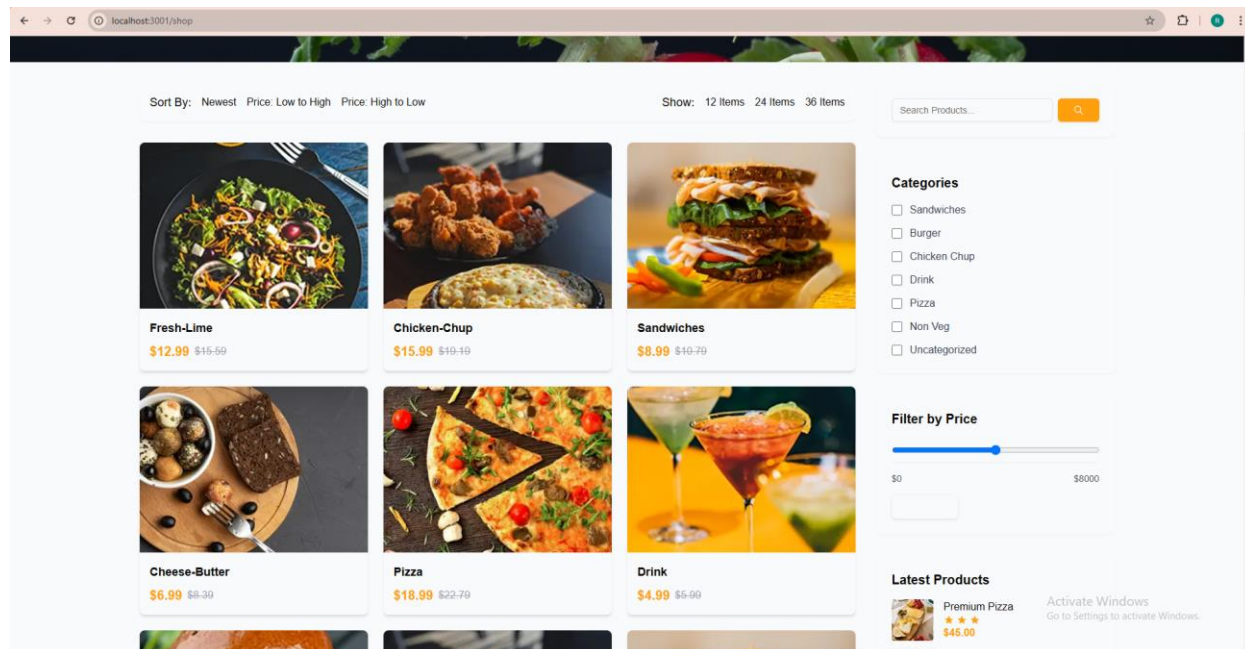 localhost:3001/shop
Sort By: Newest Price: Low to High Price: High to Low
Show: 12 Items 24 Items 36 Items
Search Products...
Fresh-Lime
$12.99 $15.59
Chicken-Chup
$15.99 $19.19
Sandwiches
$8.99 $10.79
Cheese-Butter
$6.99 $8.39
Pizza
$18.99 $22.79
Drink
$4.99 $5.99
Categories
Sandwiches
Burger
Chicken Chup
Drink
Pizza
Non Veg
Uncategorized
Filter by Price
$0 $8000
Latest Products
Premium Pizza
$45.00
Activate Windows
Go to Settings to activate Windows.